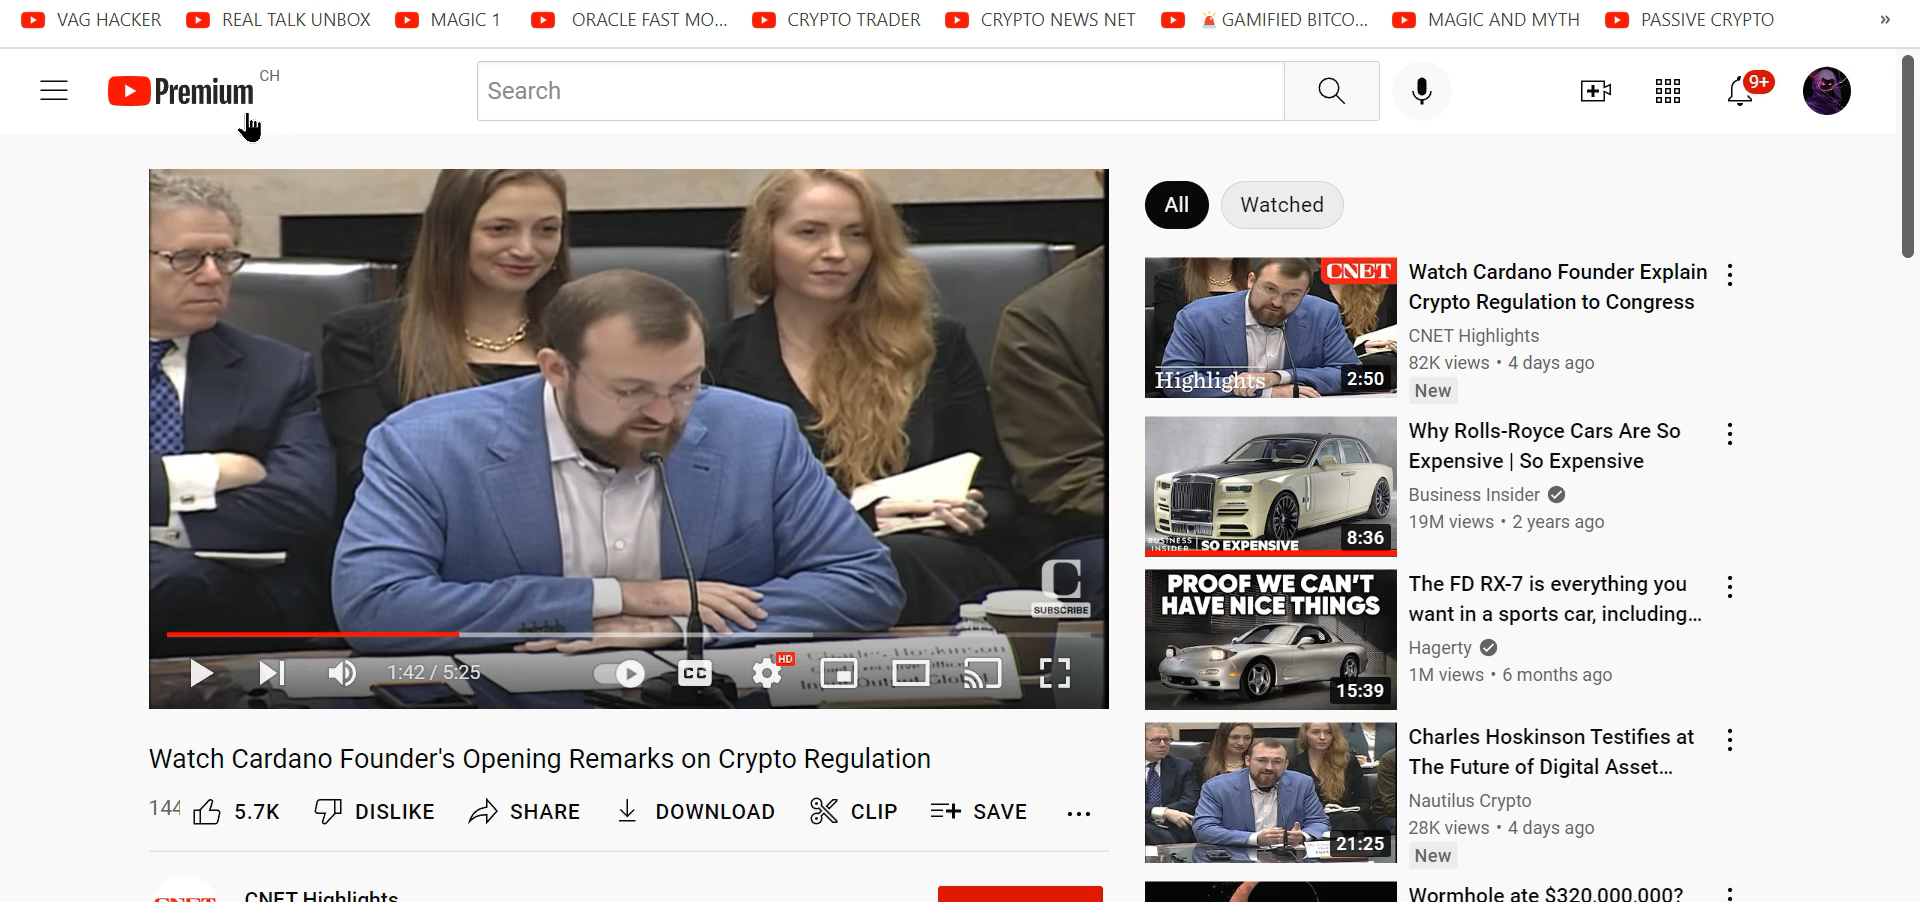 VAG HACKER REAL TALK UNBOX MAGIC 1 ORACLE FAST MO... CRYPTO TRADER CRYPTO NEWS NET GAMIFIED BITCO... MAGIC AND MYTH PASSIVE CRYPTO »
Premium CH
Search
9+
C
SUBSCRIBE
Charles Hoskinson
1:42 / 5:25
CC
HD
Watch Cardano Founder's Opening Remarks on Crypto Regulation
144 5.7K DISLIKE SHARE DOWNLOAD CLIP SAVE ...
CNET
CNET Highlights
All Watched
CNET
Highlights
2:50
Watch Cardano Founder Explain
Crypto Regulation to Congress
CNET Highlights
82K views • 4 days ago
New
BUSINESS
INSIDER | SO EXPENSIVE
8:36
Why Rolls-Royce Cars Are So
Expensive | So Expensive
Business Insider
19M views • 2 years ago
PROOF WE CAN'T
HAVE NICE THINGS
15:39
The FD RX-7 is everything you
want in a sports car, including...
Hagerty
1M views • 6 months ago
21:25
Charles Hoskinson Testifies at
The Future of Digital Asset...
Nautilus Crypto
28K views • 4 days ago
New
Wormhole ate $320,000,000?